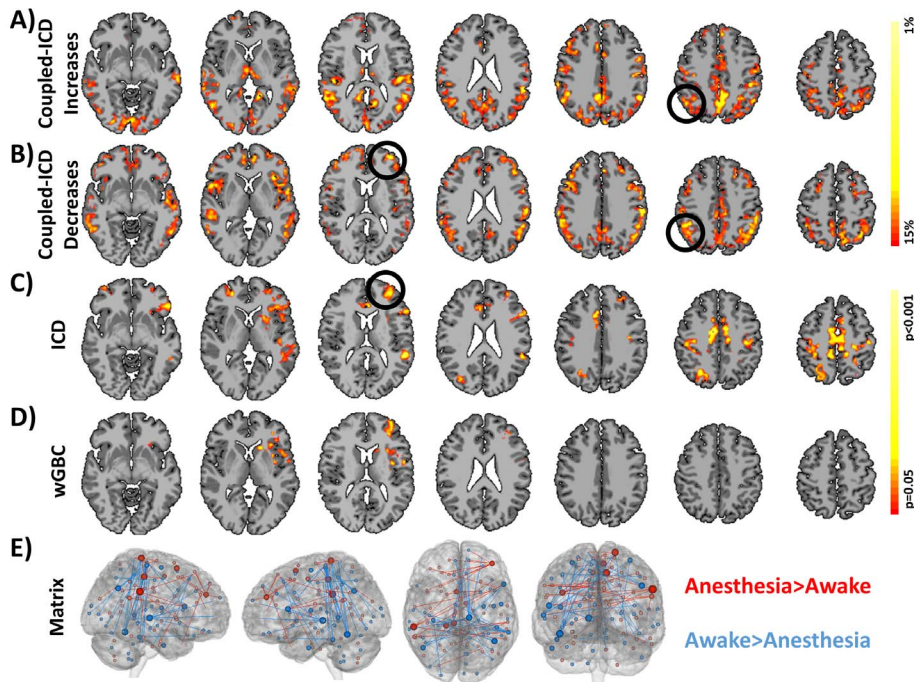 A)
Coupled-ICD
Increases
1%
B)
Coupled-ICD
Decreases
15%
C)
ICD
p<0.001
D)
wGBC
p=0.05
E)
Matrix
Anesthesia>Awake
Awake>Anesthesia